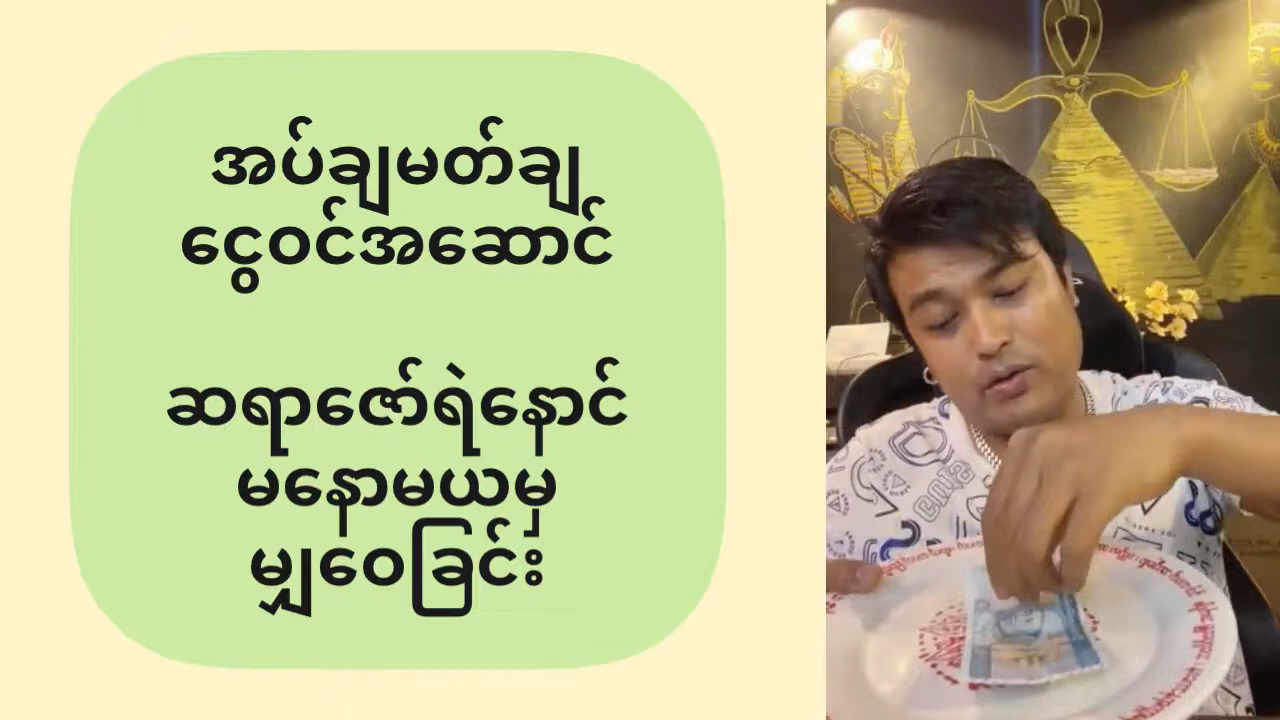 အပ်ချမတ်ချ
ငွေဝင်အဆောင်
ဆရာဇော်ရဲနောင်
မနောမယမှ
မျှဝေခြင်း